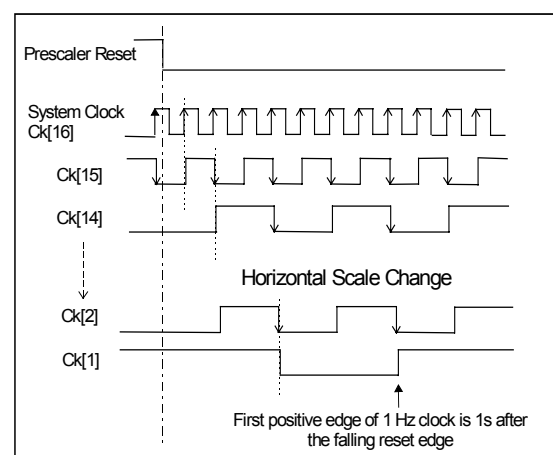 Prescaler Reset
System Clock
Ck[16]
Ck[15]
Ck[14]
Horizontal Scale Change
Ck[2]
Ck[1]
First positive edge of 1 Hz clock is 1s after
the falling reset edge